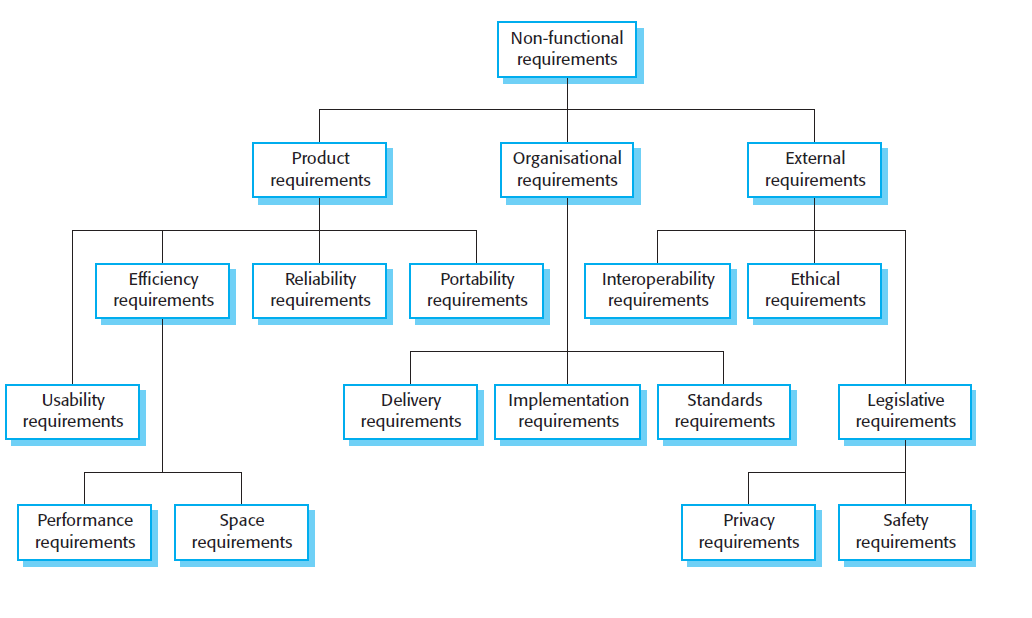 Non-functional
requirements
Product
requirements
Organisational
requirements
External
requirements
Efficiency
requirements
Reliability
requirements
Portability
requirements
Interoperability
requirements
Ethical
requirements
Usability
requirements
Delivery
requirements
Implementation
requirements
Standards
requirements
Legislative
requirements
Performance
requirements
Space
requirements
Privacy
requirements
Safety
requirements